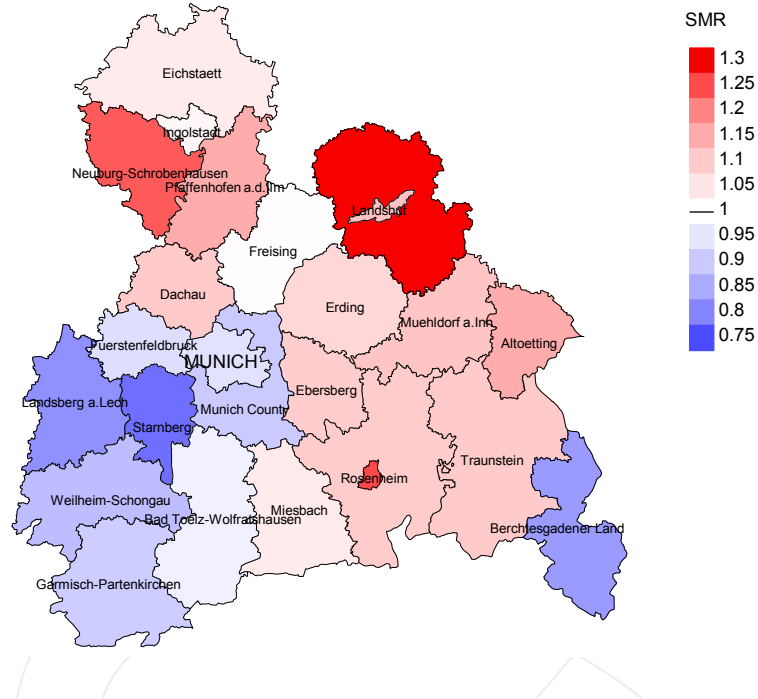 SMR
1.3
1.25
1.2
1.15
1.1
1.05
1
0.95
0.9
0.85
0.8
0.75
Eichstaett
Ingolstadt
Neuburg-Schrobenhausen
Pfaffenhofen a.d.Ilm
Landshut
Freising
Dachau
Erding
Muehldorf a.Inn
Altoetting
Fuerstenfeldbruck
MUNICH
Ebersberg
Landsberg a.Lech
Munich County
Starnberg
Traunstein
Rosenheim
Weilheim-Schongau
Miesbach
Bad Toelz-Wolfratshausen
Berchtesgadener Land
Garmisch-Partenkirchen